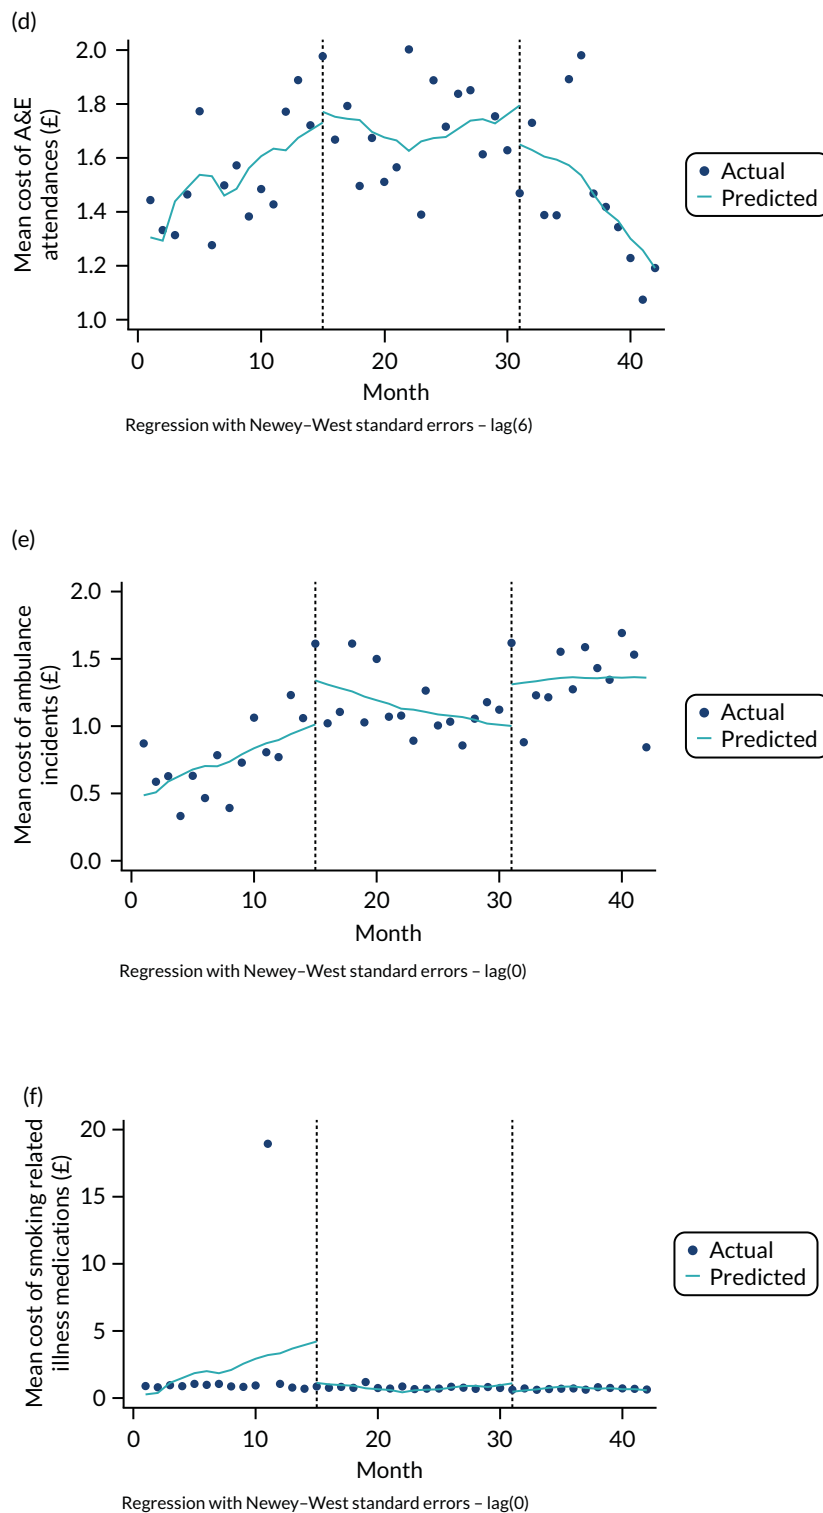 (d)
Mean cost of A&E
attendances (£)
2.0
1.8
1.6
1.4
1.2
1.0
0
10
20
30
40
Month
Actual
Predicted
Regression with Newey–West standard errors – lag(6)
(e)
Mean cost of ambulance
incidents (£)
2.0
1.5
1.0
0.5
0.0
0
10
20
30
40
Month
Actual
Predicted
Regression with Newey–West standard errors – lag(0)
(f)
Mean cost of smoking related
illness medications (£)
20
15
10
5
0
0
10
20
30
40
Month
Actual
Predicted
Regression with Newey–West standard errors – lag(0)